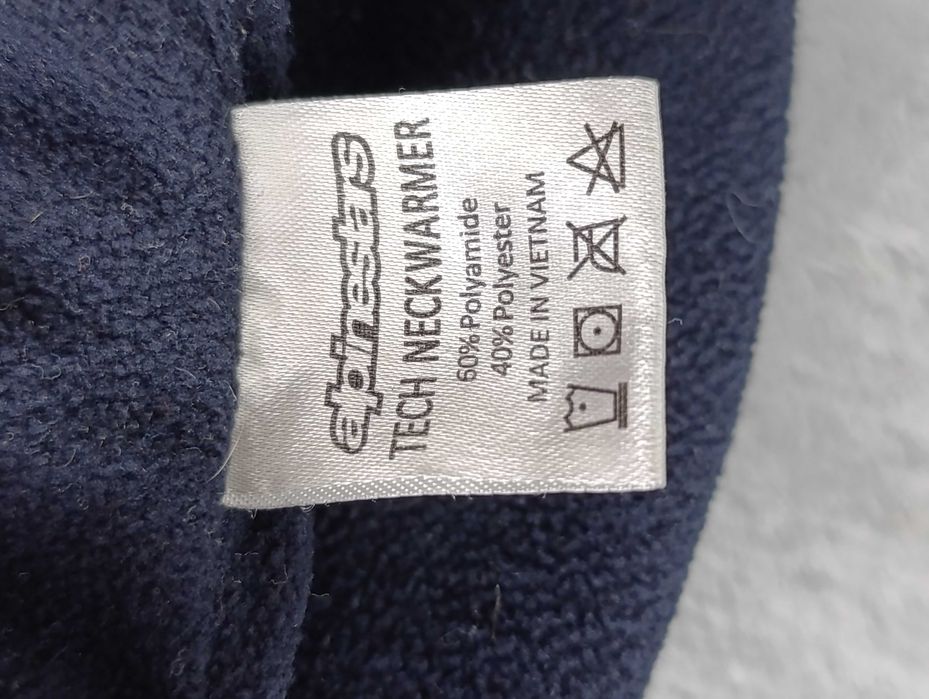 alpinestars
TECH NECKWARMER
60% Polyamide
40% Polyester
MADE IN VIETNAM